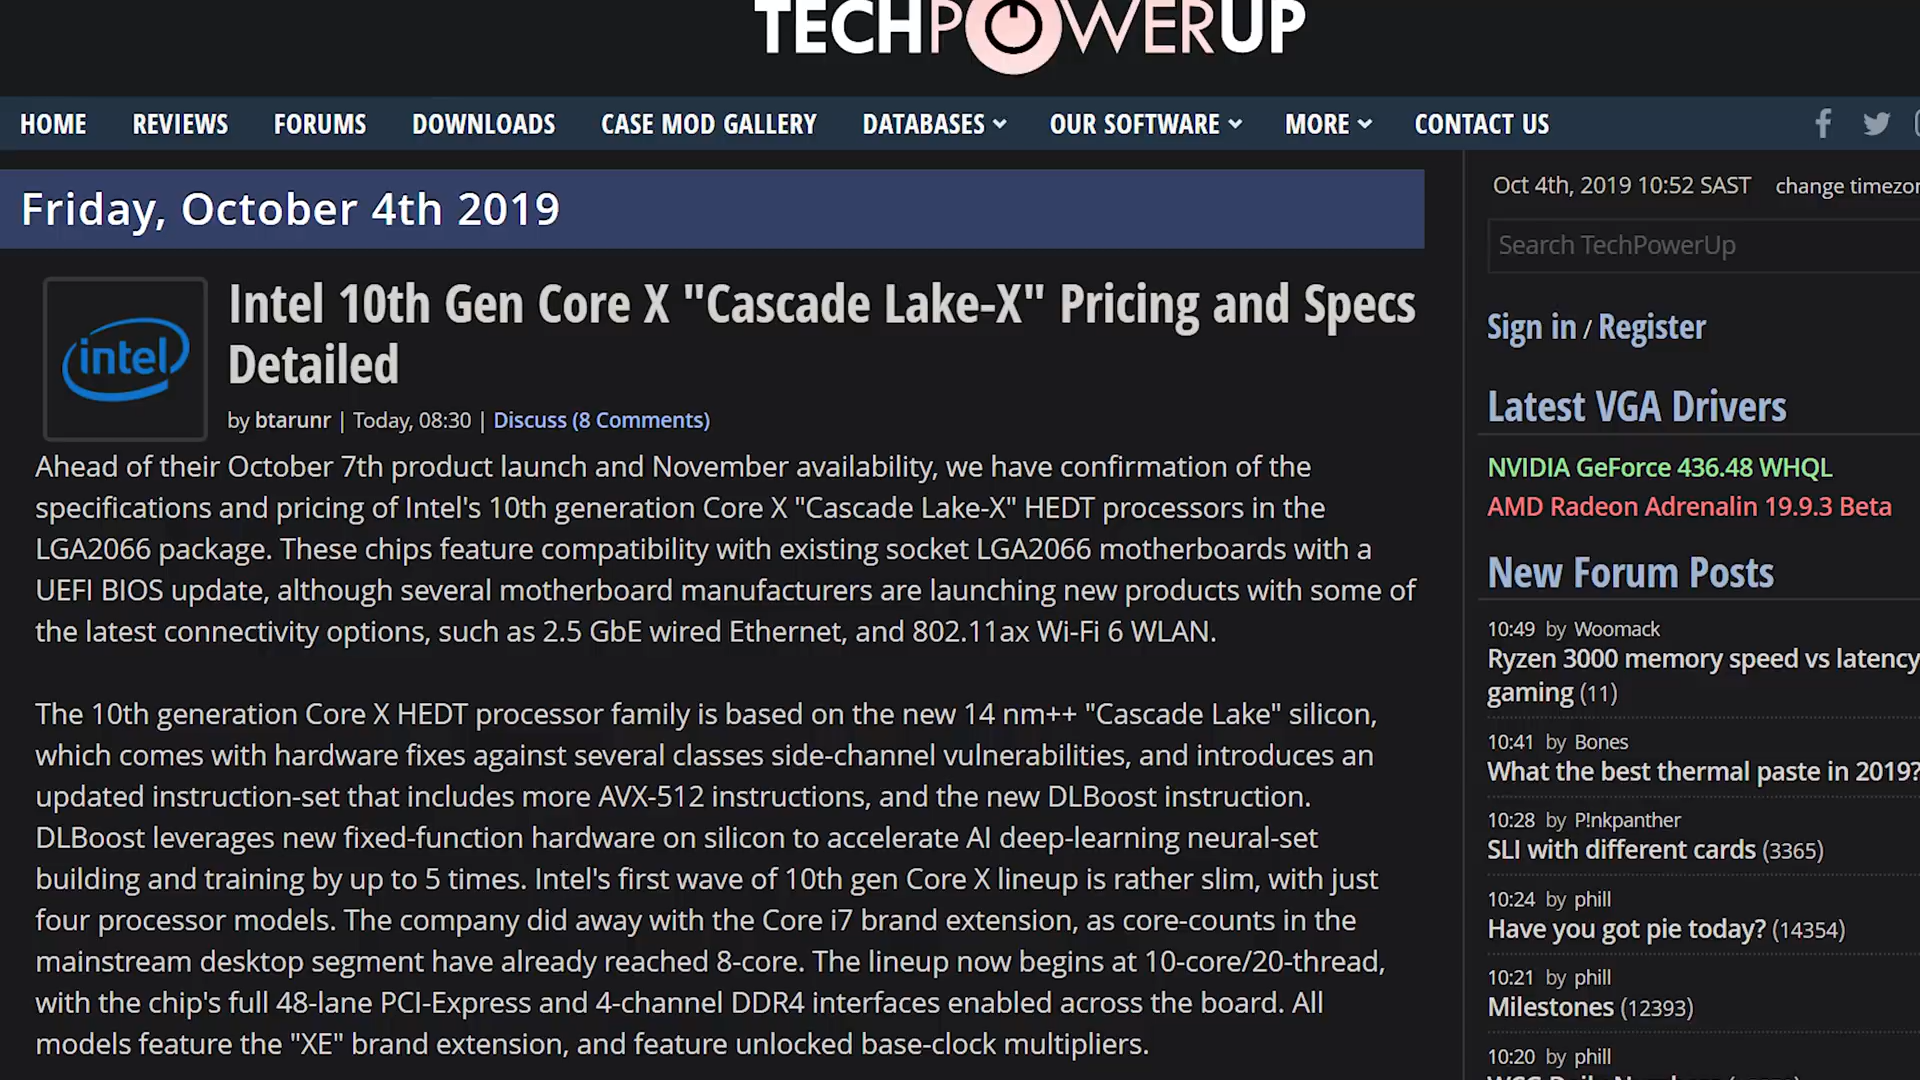 TECHPOWERUP
HOME REVIEWS FORUMS DOWNLOADS CASE MOD GALLERY DATABASES OUR SOFTWARE MORE CONTACT US
Friday, October 4th 2019
intel
Intel 10th Gen Core X "Cascade Lake-X" Pricing and Specs
Detailed
by btarunr | Today, 08:30 | Discuss (8 Comments)
Ahead of their October 7th product launch and November availability, we have confirmation of the
specifications and pricing of Intel's 10th generation Core X "Cascade Lake-X" HEDT processors in the
LGA2066 package. These chips feature compatibility with existing socket LGA2066 motherboards with a
UEFI BIOS update, although several motherboard manufacturers are launching new products with some of
the latest connectivity options, such as 2.5 GbE wired Ethernet, and 802.11ax Wi-Fi 6 WLAN.
The 10th generation Core X HEDT processor family is based on the new 14 nm++ "Cascade Lake" silicon,
which comes with hardware fixes against several classes side-channel vulnerabilities, and introduces an
updated instruction-set that includes more AVX-512 instructions, and the new DLBoost instruction.
DLBoost leverages new fixed-function hardware on silicon to accelerate AI deep-learning neural-set
building and training by up to 5 times. Intel's first wave of 10th gen Core X lineup is rather slim, with just
four processor models. The company did away with the Core i7 brand extension, as core-counts in the
mainstream desktop segment have already reached 8-core. The lineup now begins at 10-core/20-thread,
with the chip's full 48-lane PCI-Express and 4-channel DDR4 interfaces enabled across the board. All
models feature the "XE" brand extension, and feature unlocked base-clock multipliers.
Oct 4th, 2019 10:52 SAST change
Search TechPowerUp
Sign in / Register
Latest VGA Drivers
NVIDIA GeForce 436.48 WHQL
AMD Radeon Adrenalin 19.9.3 Beta
New Forum Posts
10:49 by Woomack
Ryzen 3000 memory speed vs latency
gaming (11)
10:41 by Bones
What the best thermal paste in 2019?
10:28 by P!nkpanther
SLI with different cards (3365)
10:24 by phill
Have you got pie today? (14354)
10:21 by phill
Milestones (12393)
10:20 by phill